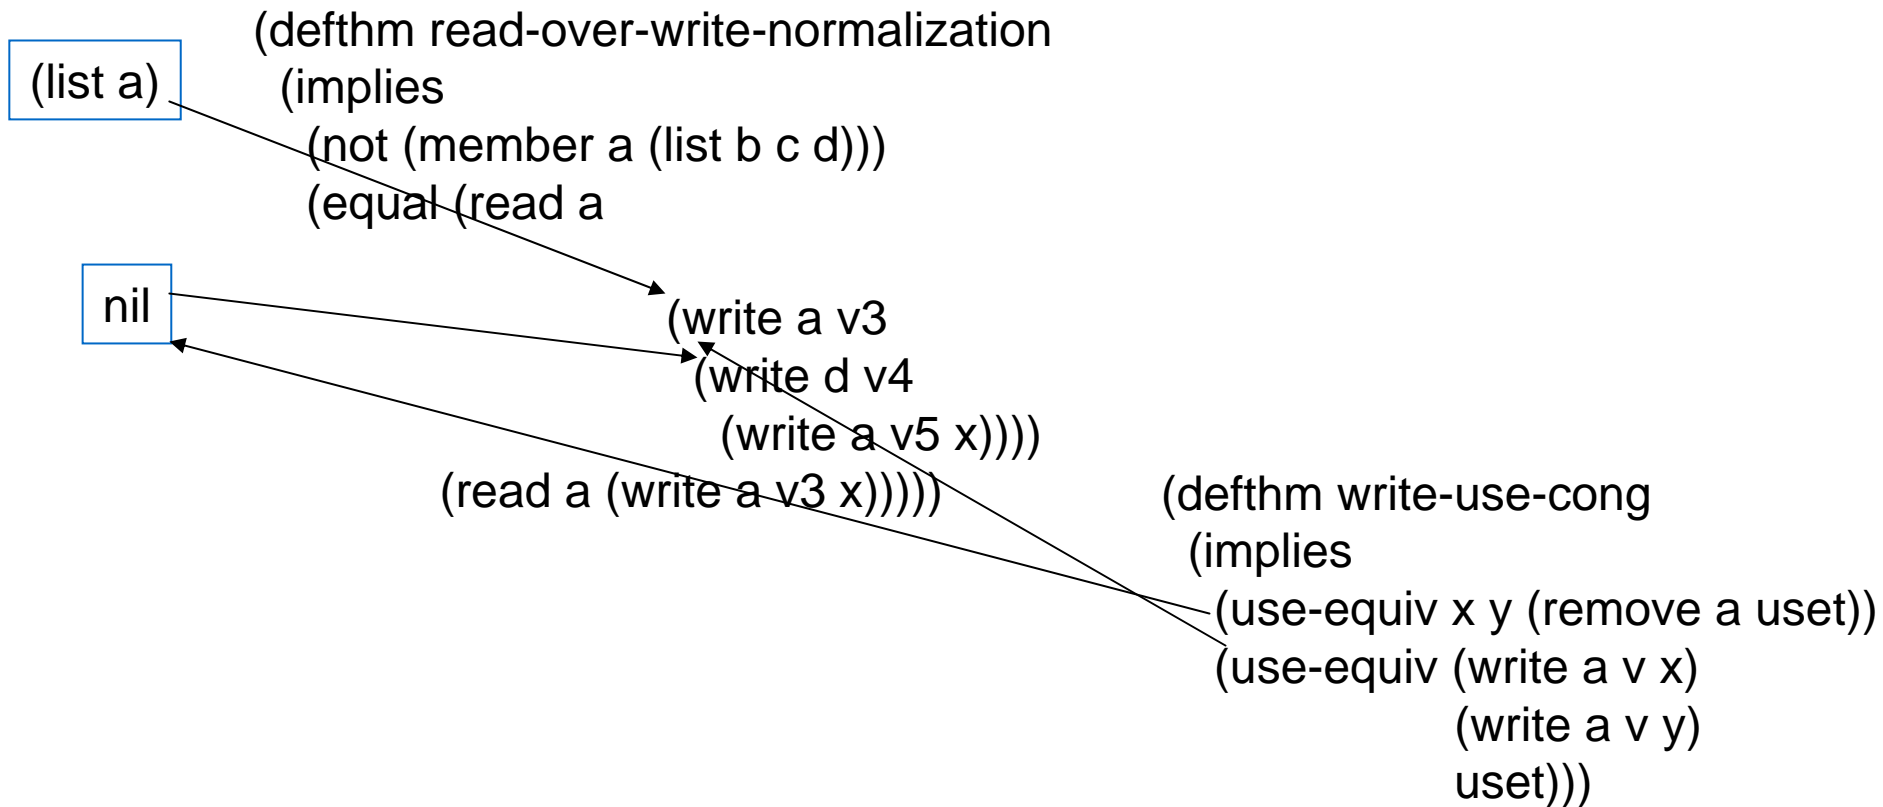 (list a)
(defthm read-over-write-normalization
(implies
(not (member a (list b c d)))
(equal (read a
nil
(write a v3
(write d v4
(write a v5 x))))
(read a (write a v3 x)))))
(defthm write-use-cong
(implies
(use-equiv x y (remove a uset))
(use-equiv (write a v x)
(write a v y)
uset)))